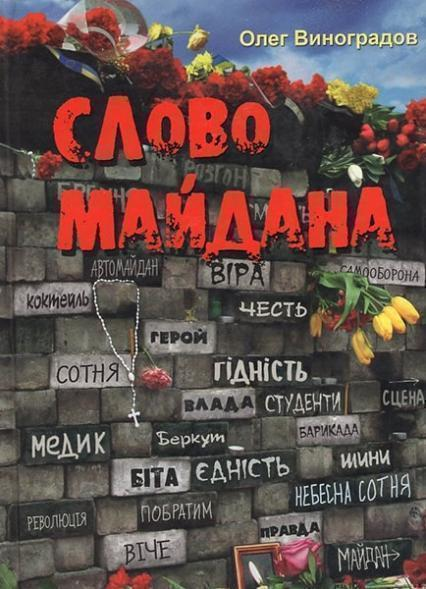 Олег Виноградов
СЛОВО
РАЗГОН
МАЙДАНА
АВТОМАЙДАН
ВІРА
САМООБОРОНА
КОКТЕЙЛЬ
ЧЕСТЬ
ГЕРОЙ
СОТНЯ
ГІДНІСТЬ
ВЛАДА
СТУДЕНТИ
СЦЕНА
МЕДИК
Беркут
БАРИКАДА
БІТА
ЄДНІСТЬ
ШИНИ
НЕБЕСНА СОТНЯ
РЕВОЛЮЦІЯ
ПОБРАТИМ
ПРАВДА
ВІЧЕ
МАЙДАН→